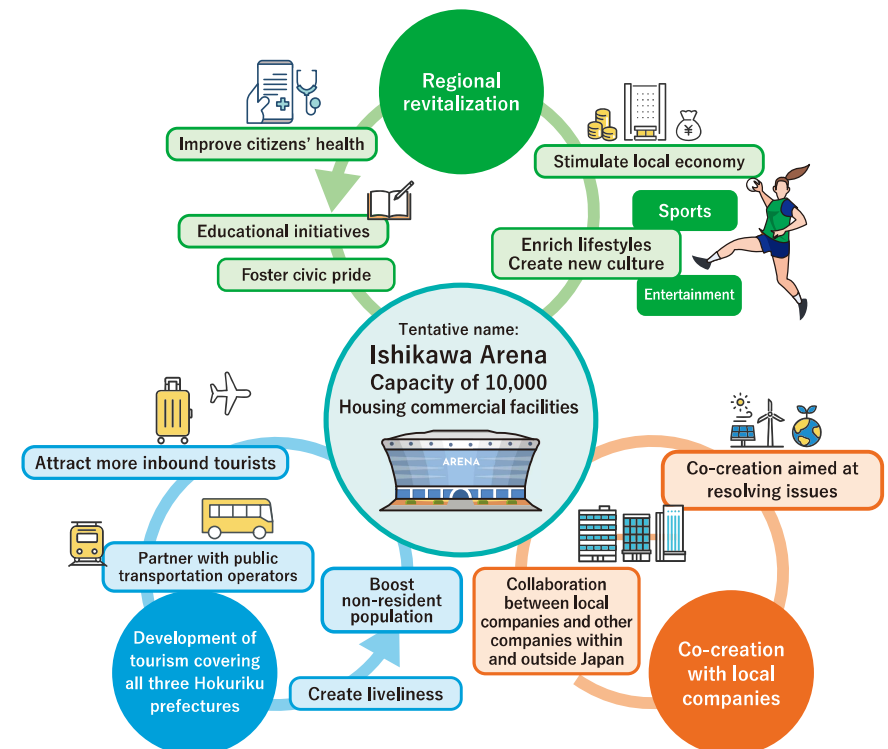 Regional
revitalization
Improve citizens’ health
¥
Stimulate local economy
Sports
Educational initiatives
Enrich lifestyles
Create new culture
Foster civic pride
Entertainment
Tentative name:
Ishikawa Arena
Capacity of 10,000
Housing commercial facilities
ARENA
Attract more inbound tourists
Co-creation aimed at
resolving issues
Partner with public
transportation operators
Boost
non-resident
population
Collaboration
between local
companies and other
companies within
and outside Japan
Development of
tourism covering
all three Hokuriku
prefectures
Create liveliness
Co-creation
with local
companies